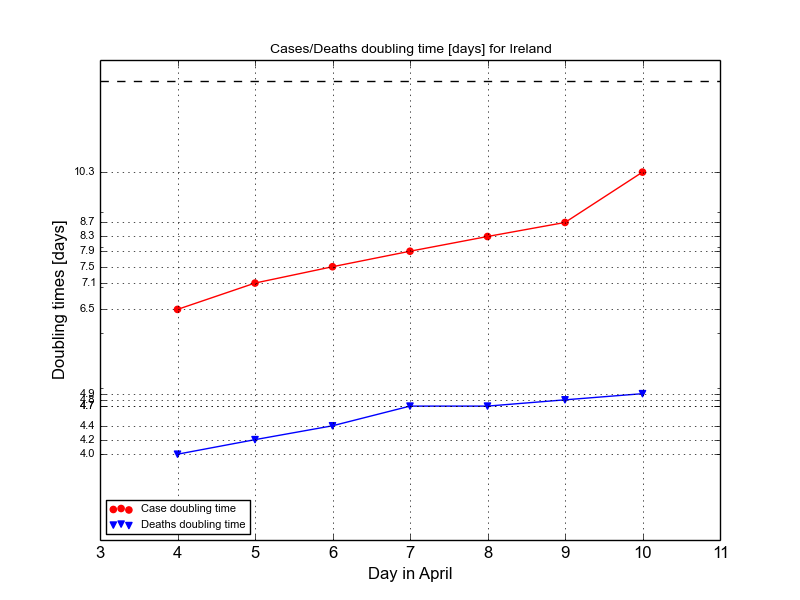 Cases/Deaths doubling time [days] for Ireland
Doubling times [days]
10.3
8.7
8.3
7.9
7.5
7.1
6.5
4.9
4.8
4.7
4.4
4.2
4.0
Case doubling time
Deaths doubling time
3 4 5 6 7 8 9 10 11
Day in April